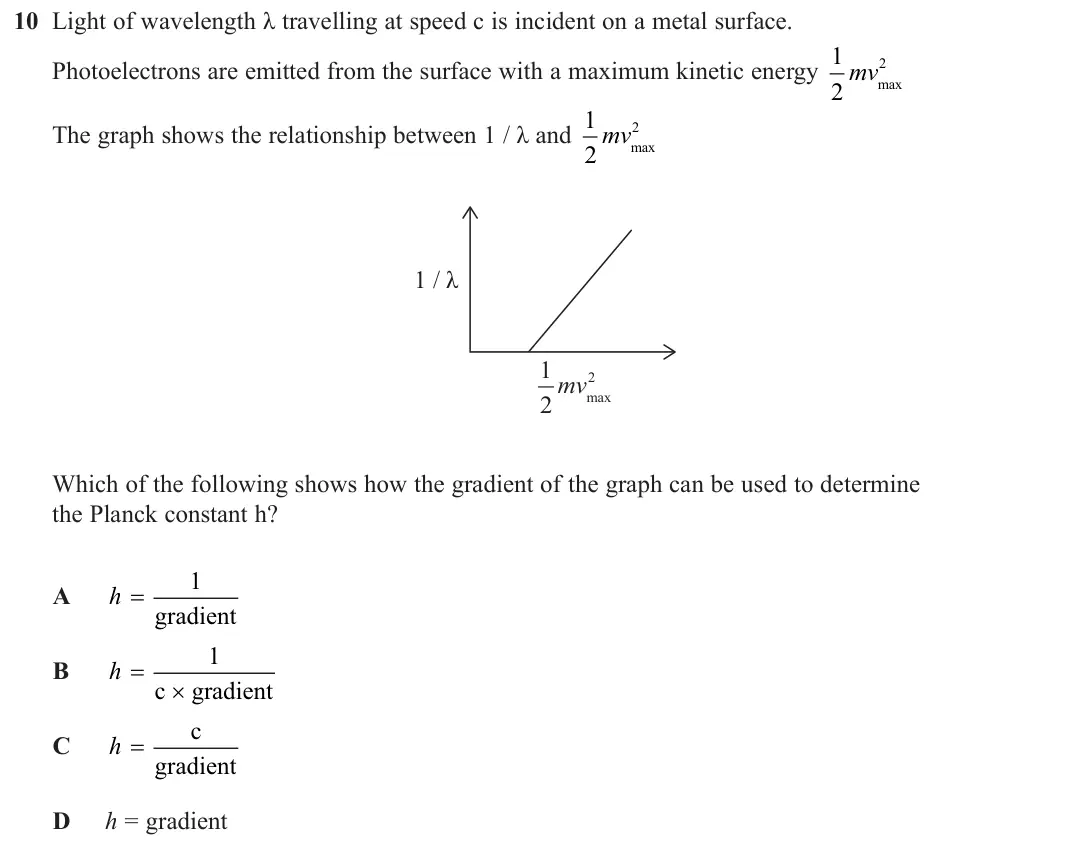 10 Light of wavelength λ travelling at speed c is incident on a metal surface.
Photoelectrons are emitted from the surface with a maximum kinetic energy 1/2 mv²max
The graph shows the relationship between 1 / λ and 1/2 mv²max
1 / λ
1/2 mv²max
Which of the following shows how the gradient of the graph can be used to determine
the Planck constant h?
A h = 1/gradient
B h = 1/(c × gradient)
C h = c/gradient
D h = gradient